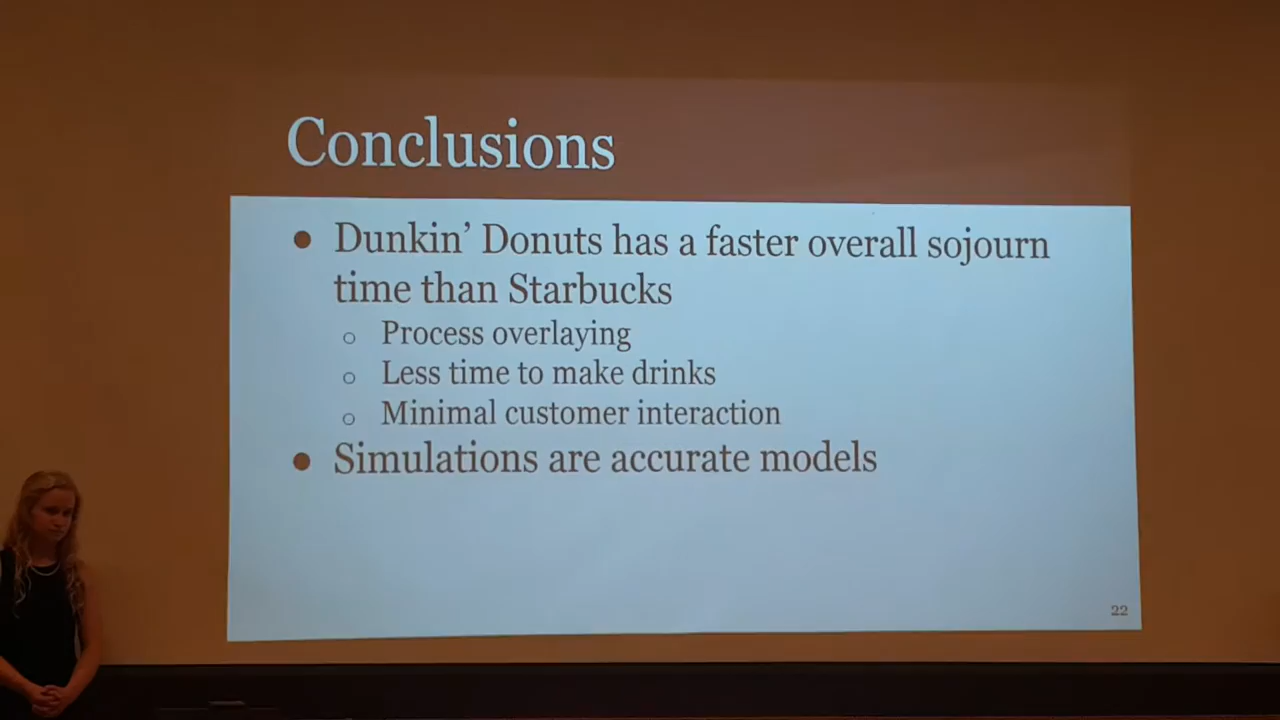 Conclusions
● Dunkin’ Donuts has a faster overall sojourn
time than Starbucks
○ Process overlaying
○ Less time to make drinks
○ Minimal customer interaction
● Simulations are accurate models
22